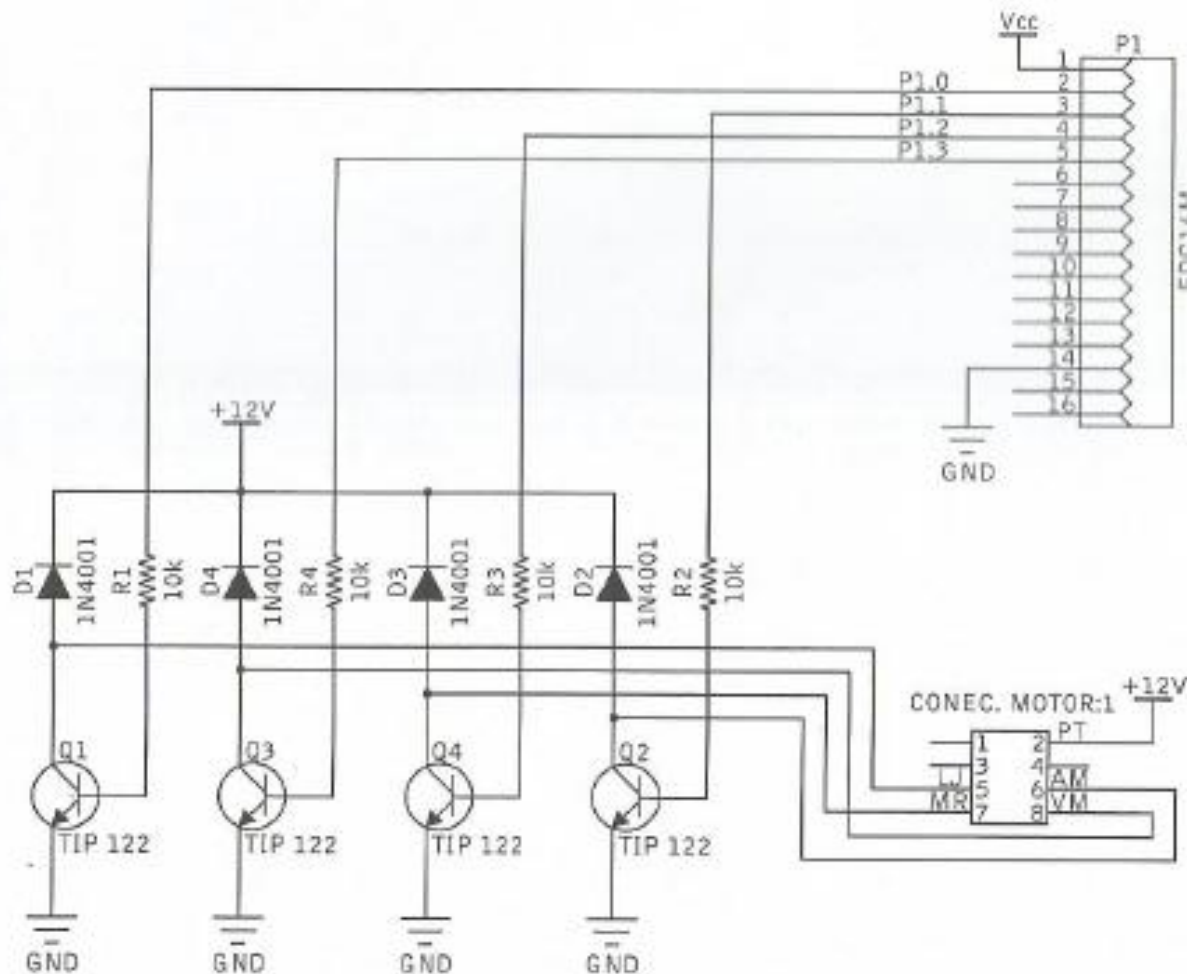 Vcc
P1
1
P1.0
2
P1.1
3
P1.2
4
P1.3
5
6
7
8
9
10
11
12
13
14
15
16
GND
+12V
D1
1N4001
R1
10k
D4
1N4001
R4
10k
D3
1N4001
R3
10k
D2
1N4001
R2
10k
+12V
CONEC. MOTOR:1
PT
1
2
3
4
LJ
AM
5
6
MR
VM
7
8
Q1
Q3
Q4
Q2
TIP 122
TIP 122
TIP 122
TIP 122
GND
GND
GND
GND